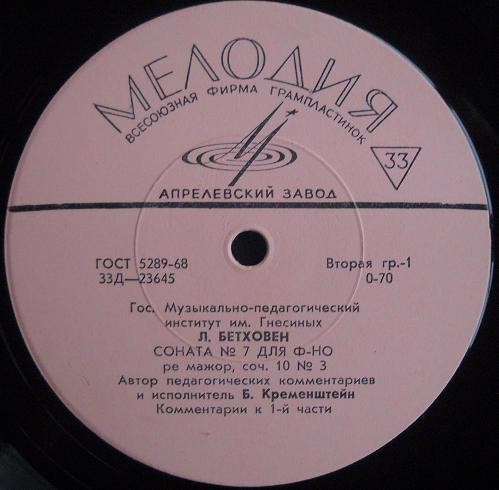 МЕЛОДИЯ
ВСЕСОЮЗНАЯ ФИРМА ГРАМПЛАСТИНОК
33
АПРЕЛЕВСКИЙ ЗАВОД
ГОСТ 5289-68 Вторая гр.-1
33Д—23645 0-70
Гос. Музыкально-педагогический
институт им. Гнесиных
Л. БЕТХОВЕН
СОНАТА № 7 ДЛЯ Ф-НО
ре мажор, соч. 10 № 3
Автор педагогических комментариев
и исполнитель Б. Кременштейн
Комментарии к 1-й части